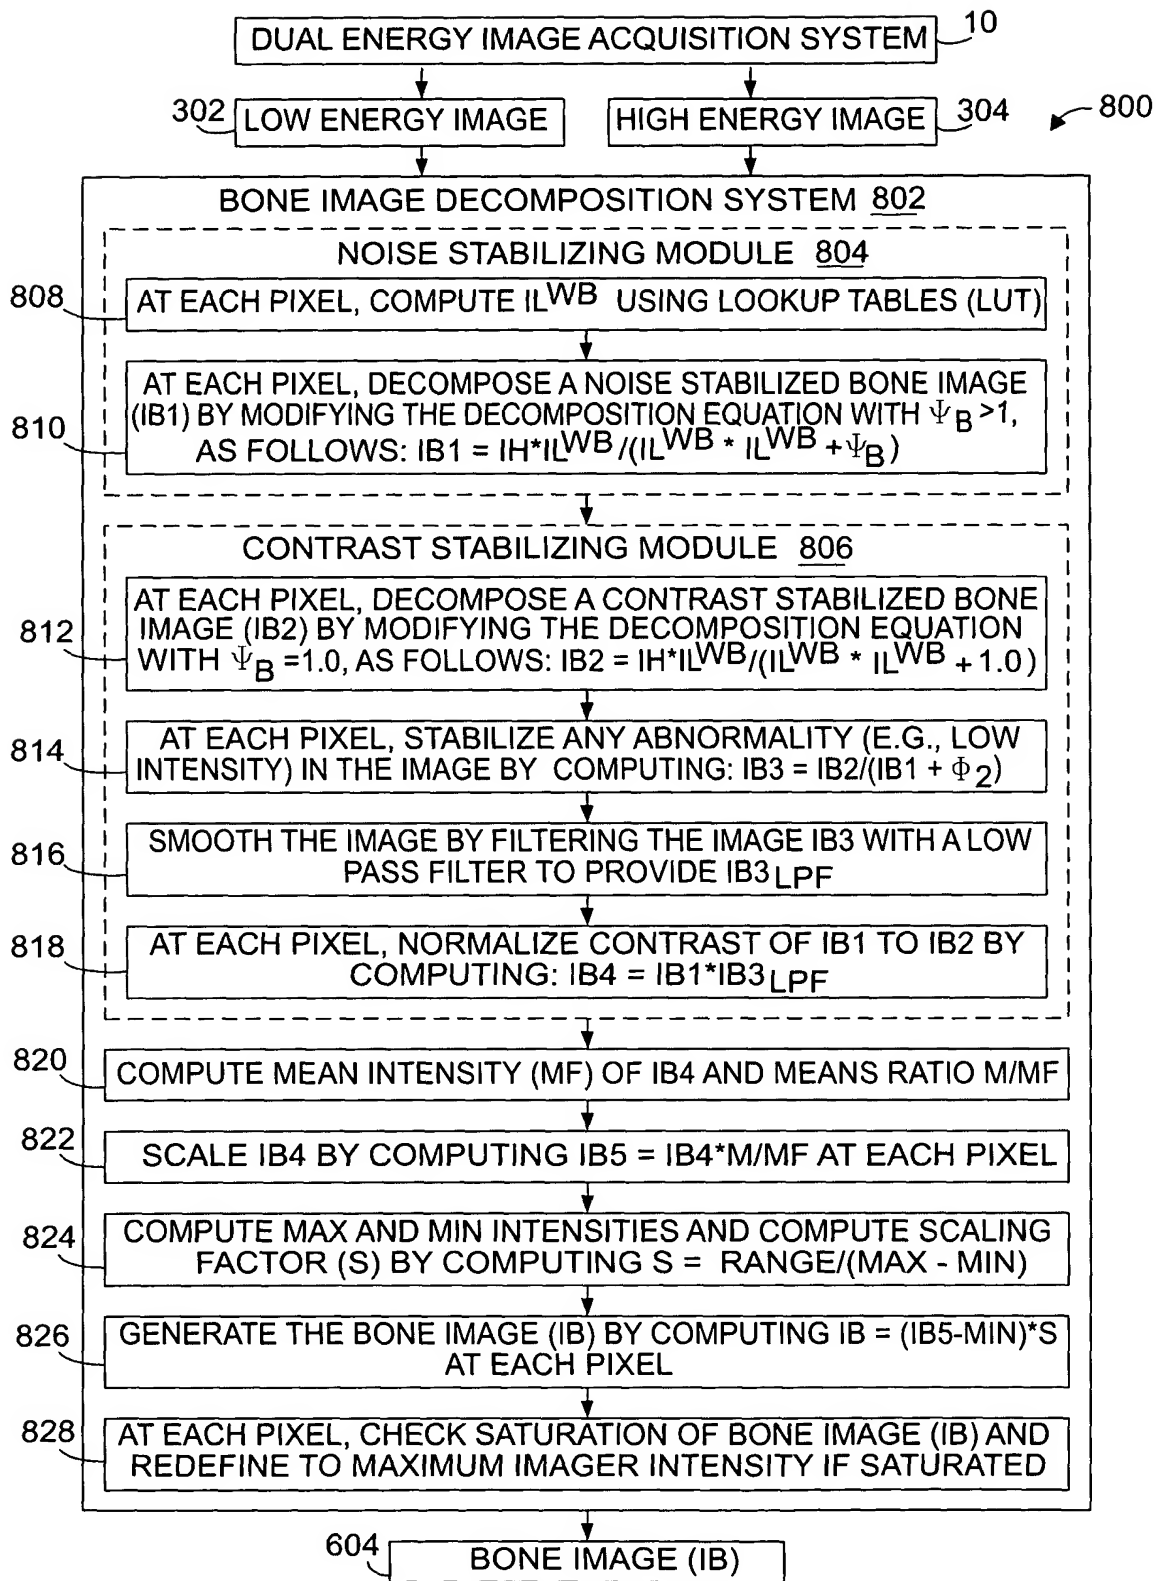 DUAL ENERGY IMAGE ACQUISITION SYSTEM 10
302 LOW ENERGY IMAGE
HIGH ENERGY IMAGE 304
800
BONE IMAGE DECOMPOSITION SYSTEM 802
NOISE STABILIZING MODULE 804
808
AT EACH PIXEL, COMPUTE IL^WB USING LOOKUP TABLES (LUT)
810
AT EACH PIXEL, DECOMPOSE A NOISE STABILIZED BONE IMAGE
(IB1) BY MODIFYING THE DECOMPOSITION EQUATION WITH Ψ_B >1,
AS FOLLOWS: IB1 = IH*IL^WB/(IL^WB * IL^WB +Ψ_B)
CONTRAST STABILIZING MODULE 806
812
AT EACH PIXEL, DECOMPOSE A CONTRAST STABILIZED BONE
IMAGE (IB2) BY MODIFYING THE DECOMPOSITION EQUATION
WITH Ψ_B =1.0, AS FOLLOWS: IB2 = IH*IL^WB/(IL^WB * IL^WB + 1.0)
814
AT EACH PIXEL, STABILIZE ANY ABNORMALITY (E.G., LOW
INTENSITY) IN THE IMAGE BY COMPUTING: IB3 = IB2/(IB1 + Φ_2)
816
SMOOTH THE IMAGE BY FILTERING THE IMAGE IB3 WITH A LOW
PASS FILTER TO PROVIDE IB3_LPF
818
AT EACH PIXEL, NORMALIZE CONTRAST OF IB1 TO IB2 BY
COMPUTING: IB4 = IB1*IB3_LPF
820
COMPUTE MEAN INTENSITY (MF) OF IB4 AND MEANS RATIO M/MF
822
SCALE IB4 BY COMPUTING IB5 = IB4*M/MF AT EACH PIXEL
824
COMPUTE MAX AND MIN INTENSITIES AND COMPUTE SCALING
FACTOR (S) BY COMPUTING S = RANGE/(MAX - MIN)
826
GENERATE THE BONE IMAGE (IB) BY COMPUTING IB = (IB5-MIN)*S
AT EACH PIXEL
828
AT EACH PIXEL, CHECK SATURATION OF BONE IMAGE (IB) AND
REDEFINE TO MAXIMUM IMAGER INTENSITY IF SATURATED
604
BONE IMAGE (IB)